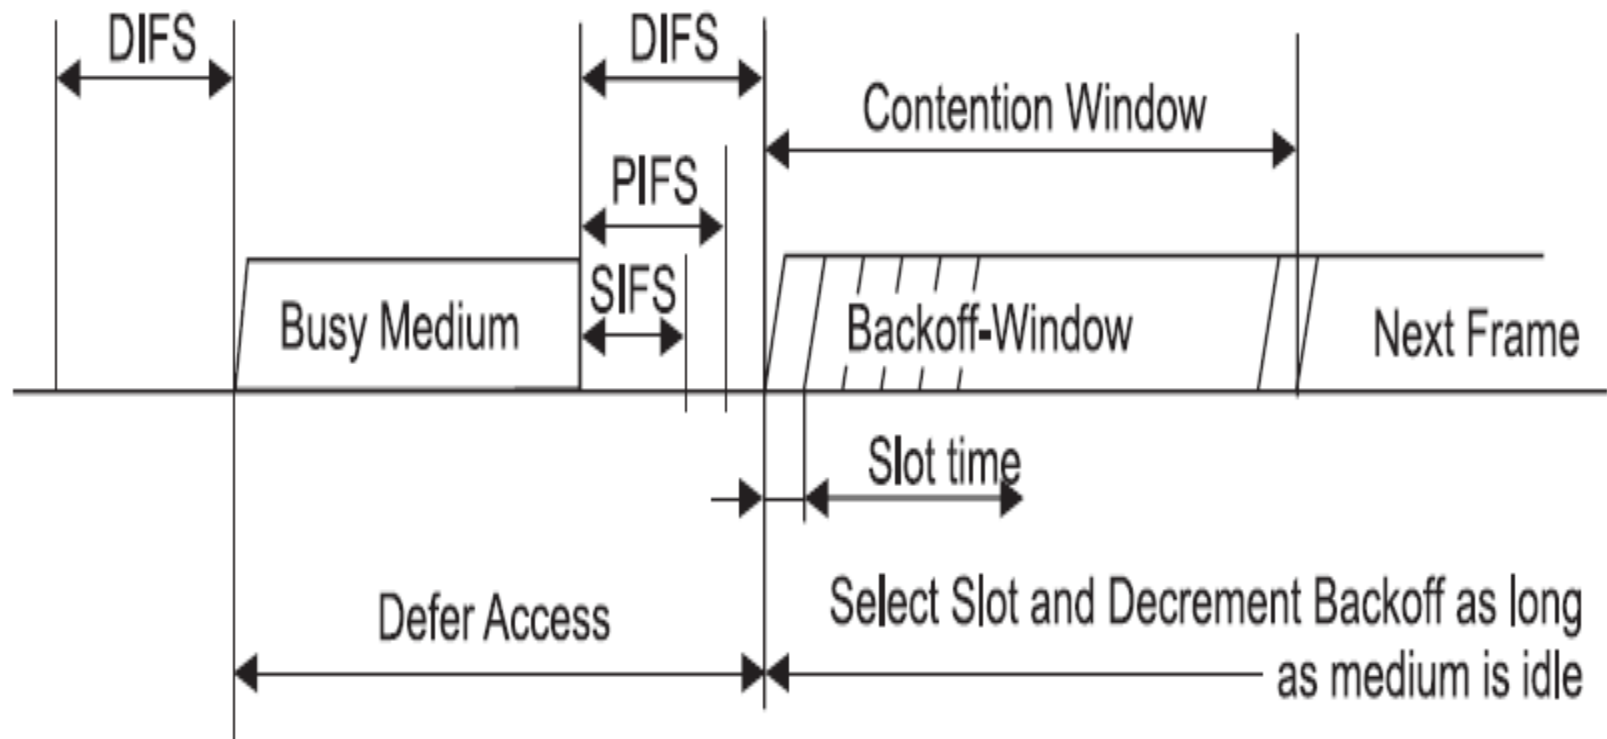 DIFS
DIFS
Contention Window
PIFS
SIFS
Busy Medium
Backoff-Window
Next Frame
Slot time
Defer Access
Select Slot and Decrement Backoff as long
as medium is idle